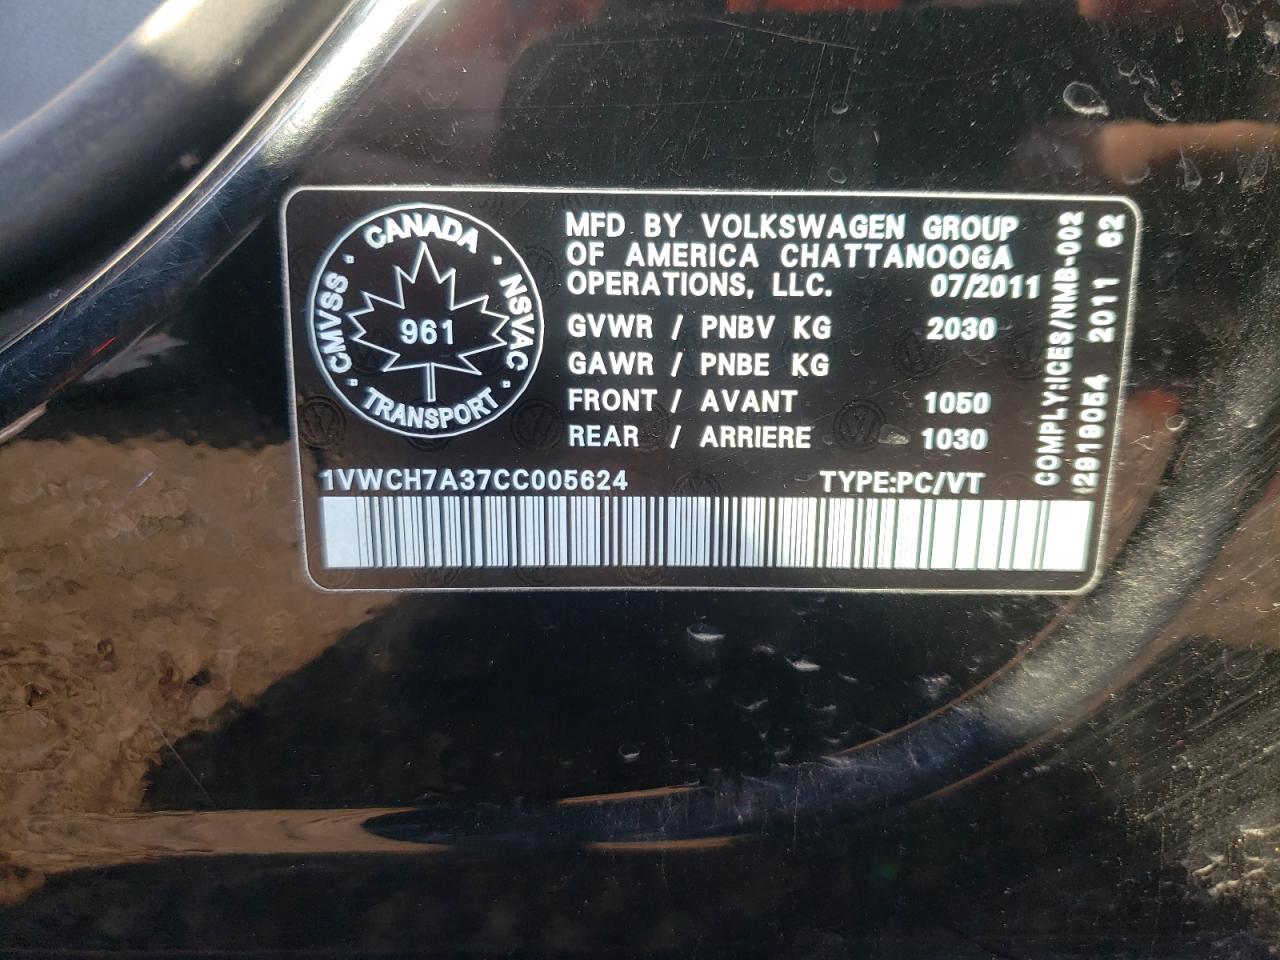 CANADA
CMVSS · NSVAC
961
TRANSPORT
MFD BY VOLKSWAGEN GROUP
OF AMERICA CHATTANOOGA
OPERATIONS, LLC. 07/2011
GVWR / PNBV KG 2030
GAWR / PNBE KG
FRONT / AVANT 1050
REAR / ARRIERE 1030
1VWCH7A37CC005624 TYPE:PC/VT
COMPLY:ICES/NMB-002
2919054 2011 62